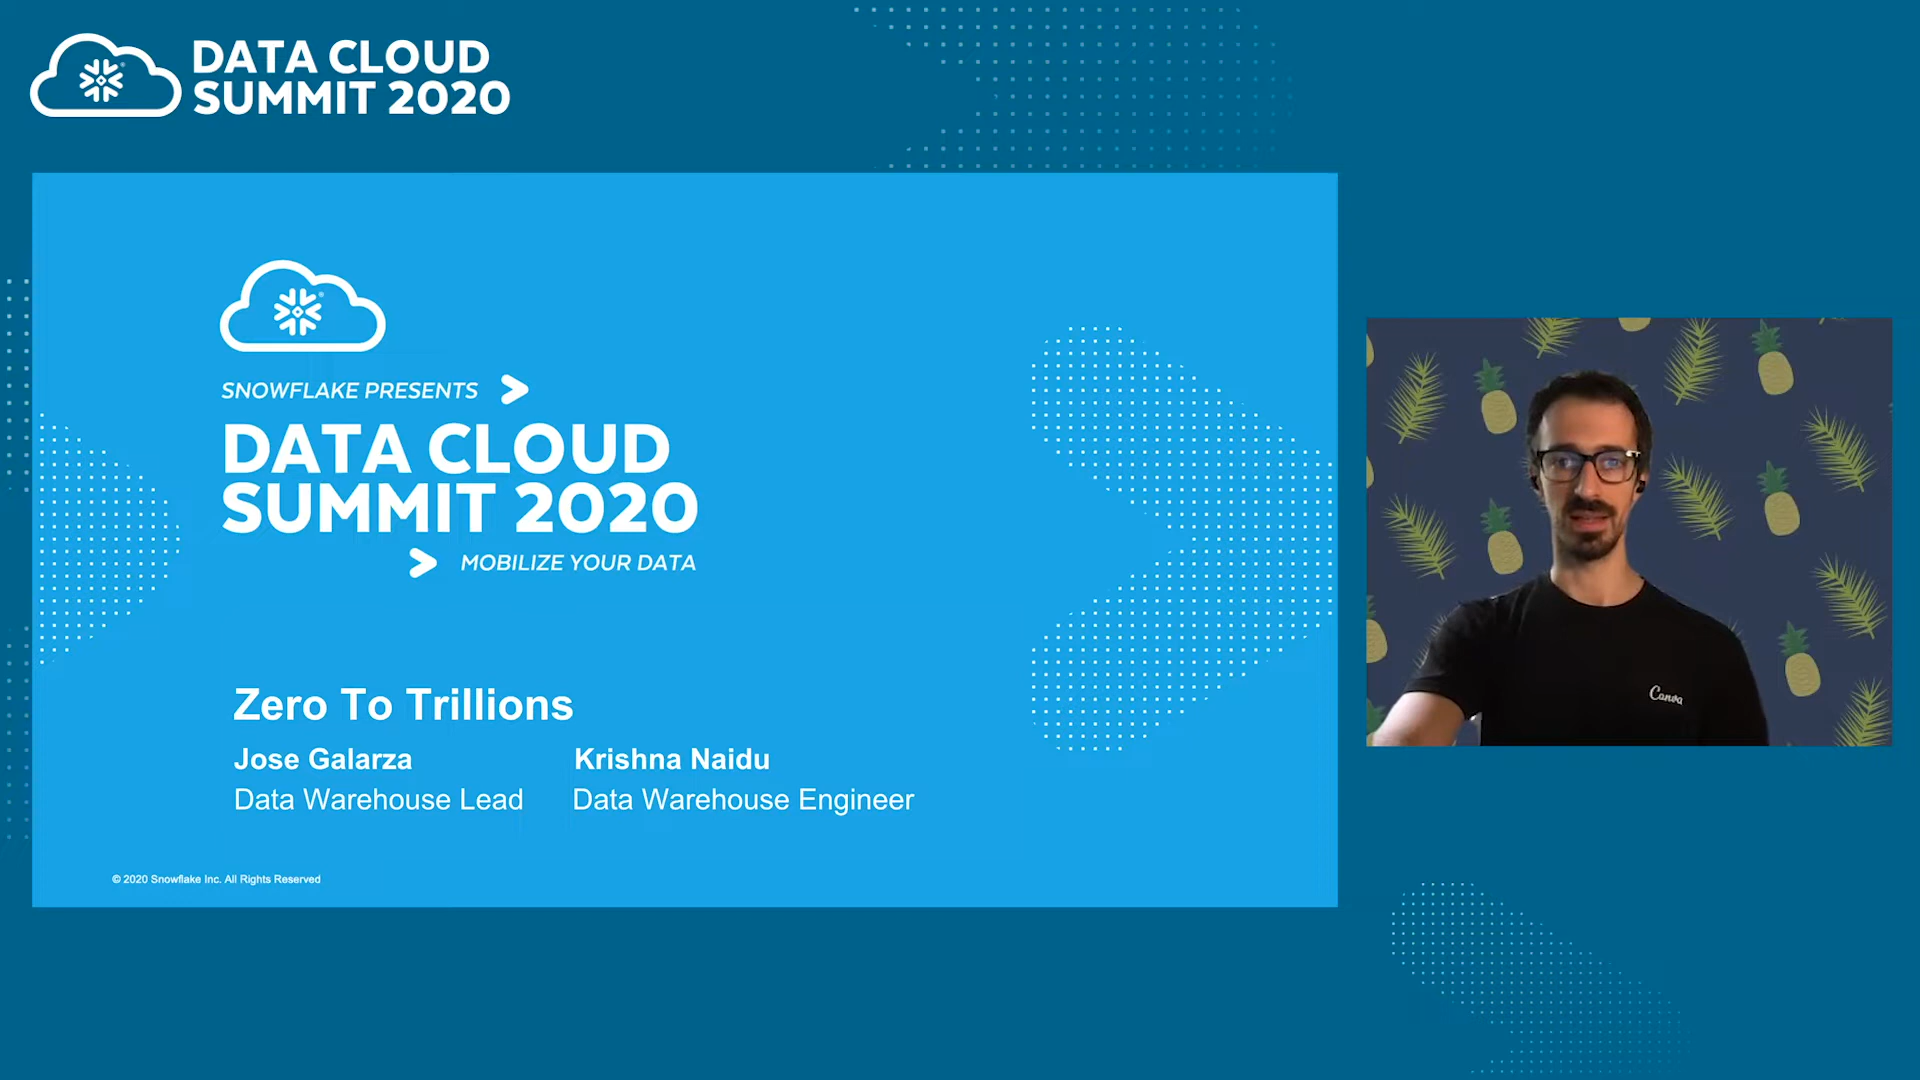 DATA CLOUD
SUMMIT 2020
SNOWFLAKE PRESENTS
DATA CLOUD
SUMMIT 2020
MOBILIZE YOUR DATA
Zero To Trillions
Jose Galarza Krishna Naidu
Data Warehouse Lead Data Warehouse Engineer
© 2020 Snowflake Inc. All Rights Reserved
Canva